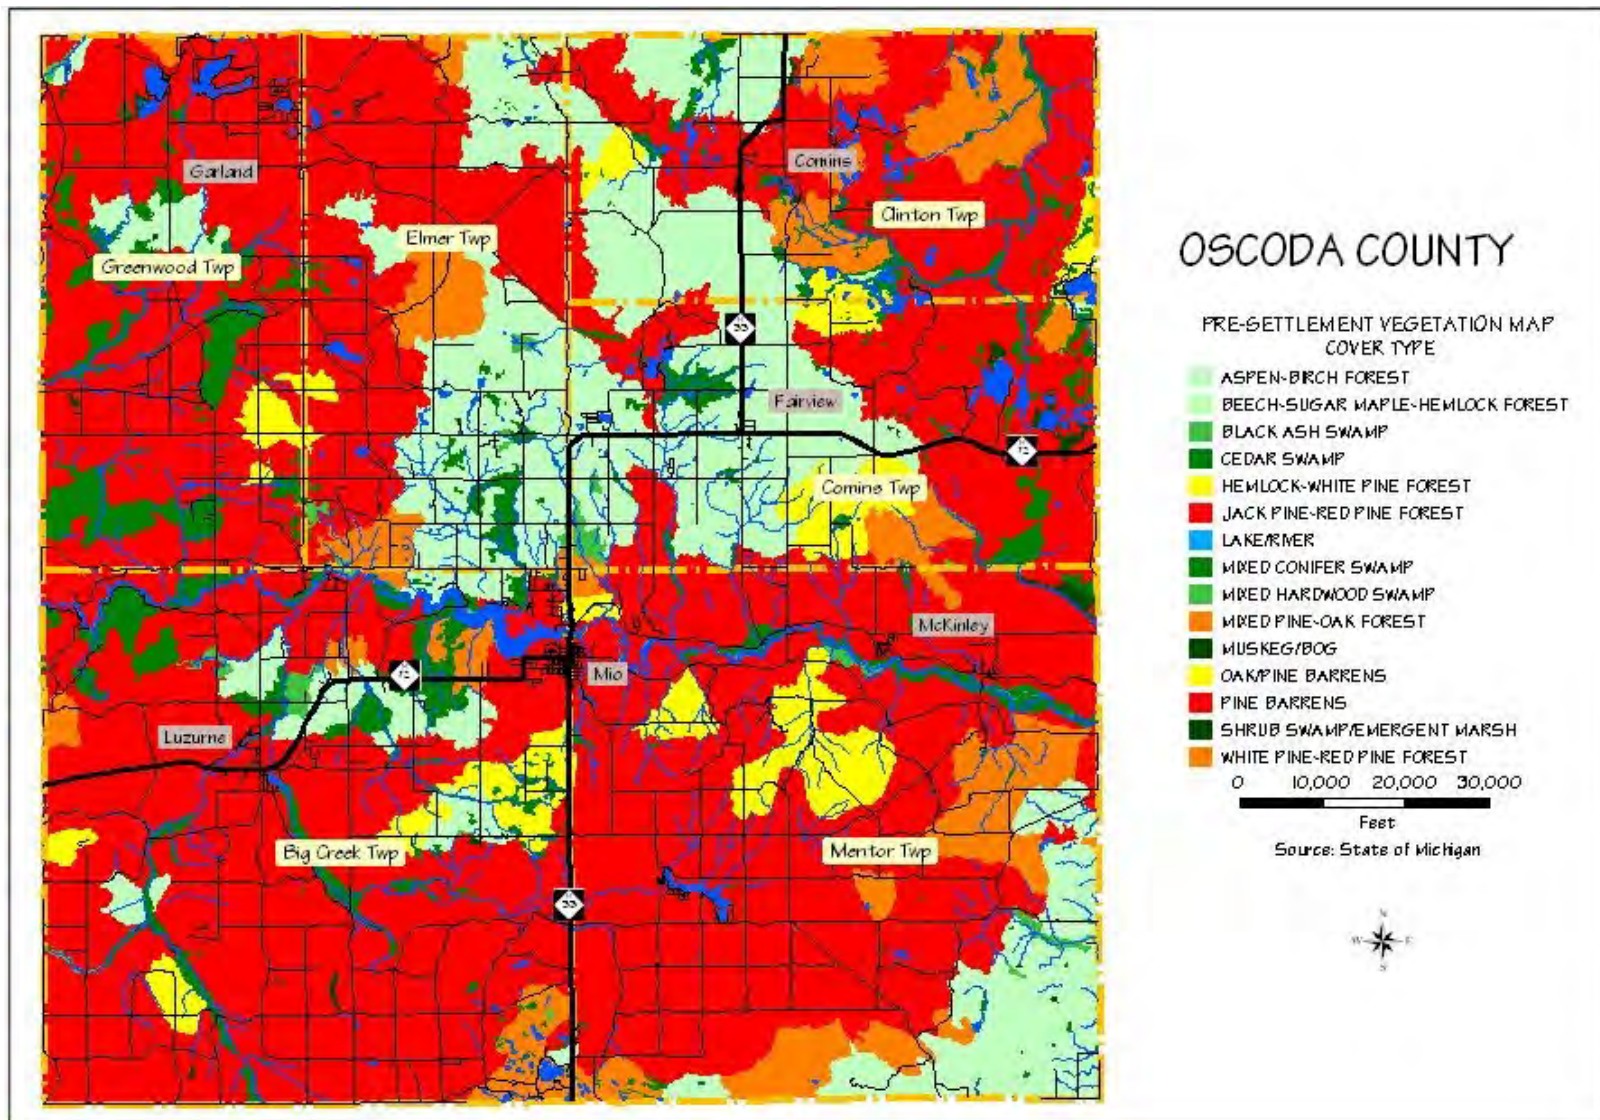 Garland
Comins
Clinton Twp
Elmer Twp
Greenwood Twp
33
Fairview
72
Comins Twp
McKinley
Mio
72
Luzurne
Big Creek Twp
Mentor Twp
33
OSCODA COUNTY
PRE-SETTLEMENT VEGETATION MAP
COVER TYPE
ASPEN-BIRCH FOREST
BEECH-SUGAR MAPLE-HEMLOCK FOREST
BLACK ASH SWAMP
CEDAR SWAMP
HEMLOCK-WHITE PINE FOREST
JACK PINE-RED PINE FOREST
LAKE/RIVER
MIXED CONIFER SWAMP
MIXED HARDWOOD SWAMP
MIXED PINE-OAK FOREST
MUSKEG/BOG
OAK/PINE BARRENS
PINE BARRENS
SHRUB SWAMP/EMERGENT MARSH
WHITE PINE-RED PINE FOREST
0 10,000 20,000 30,000
Feet
Source: State of Michigan
N
W E
S